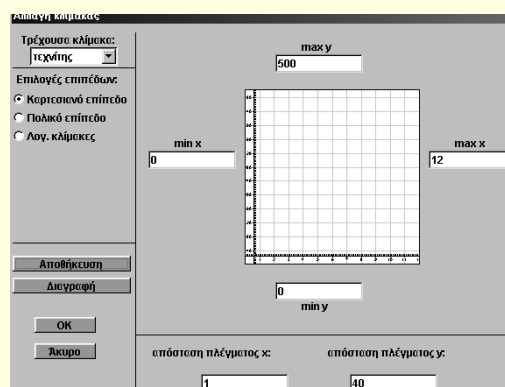 Αλλαγή κλίμακας
Τρέχουσα κλίμακα:
τεχνίτης
Επιλογές επιπέδων:
Καρτεσιανό επίπεδο
Πολικό επίπεδο
Λογ. κλίμακες
Αποθήκευση
Διαγραφή
OK
Άκυρο
max y
500
min x
0
max x
12
0
min y
απόσταση πλέγματος x:
απόσταση πλέγματος y:
1
40